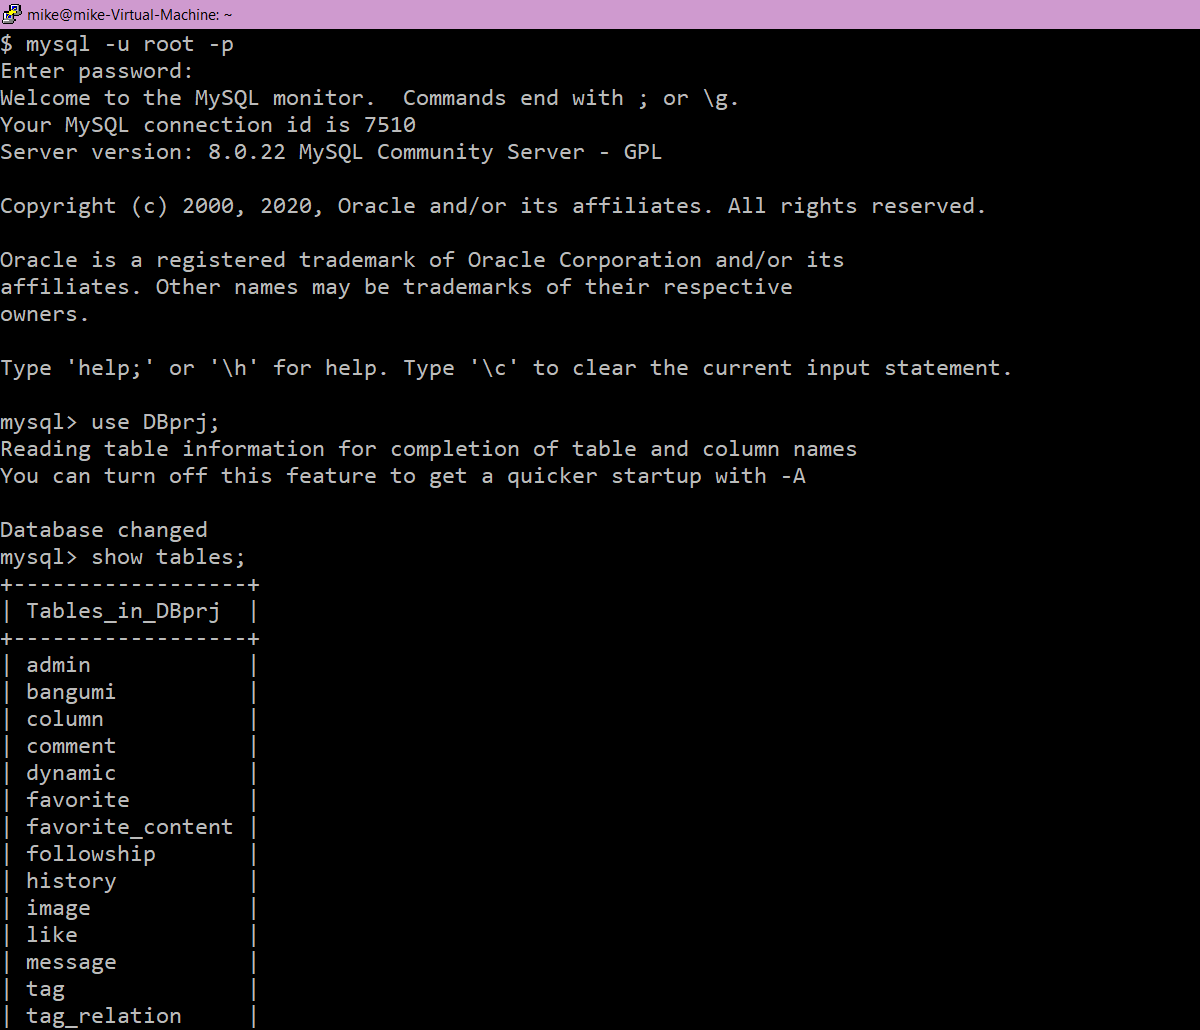 mike@mike-Virtual-Machine: ~
$ mysql -u root -p
Enter password:
Welcome to the MySQL monitor.  Commands end with ; or \g.
Your MySQL connection id is 7510
Server version: 8.0.22 MySQL Community Server - GPL
Copyright (c) 2000, 2020, Oracle and/or its affiliates. All rights reserved.
Oracle is a registered trademark of Oracle Corporation and/or its
affiliates. Other names may be trademarks of their respective
owners.
Type 'help;' or '\h' for help. Type '\c' to clear the current input statement.
mysql> use DBprj;
Reading table information for completion of table and column names
You can turn off this feature to get a quicker startup with -A
Database changed
mysql> show tables;
+------------------+
| Tables_in_DBprj  |
+------------------+
| admin            |
| bangumi          |
| column           |
| comment          |
| dynamic          |
| favorite         |
| favorite_content |
| followship       |
| history          |
| image            |
| like             |
| message          |
| tag              |
| tag_relation     |